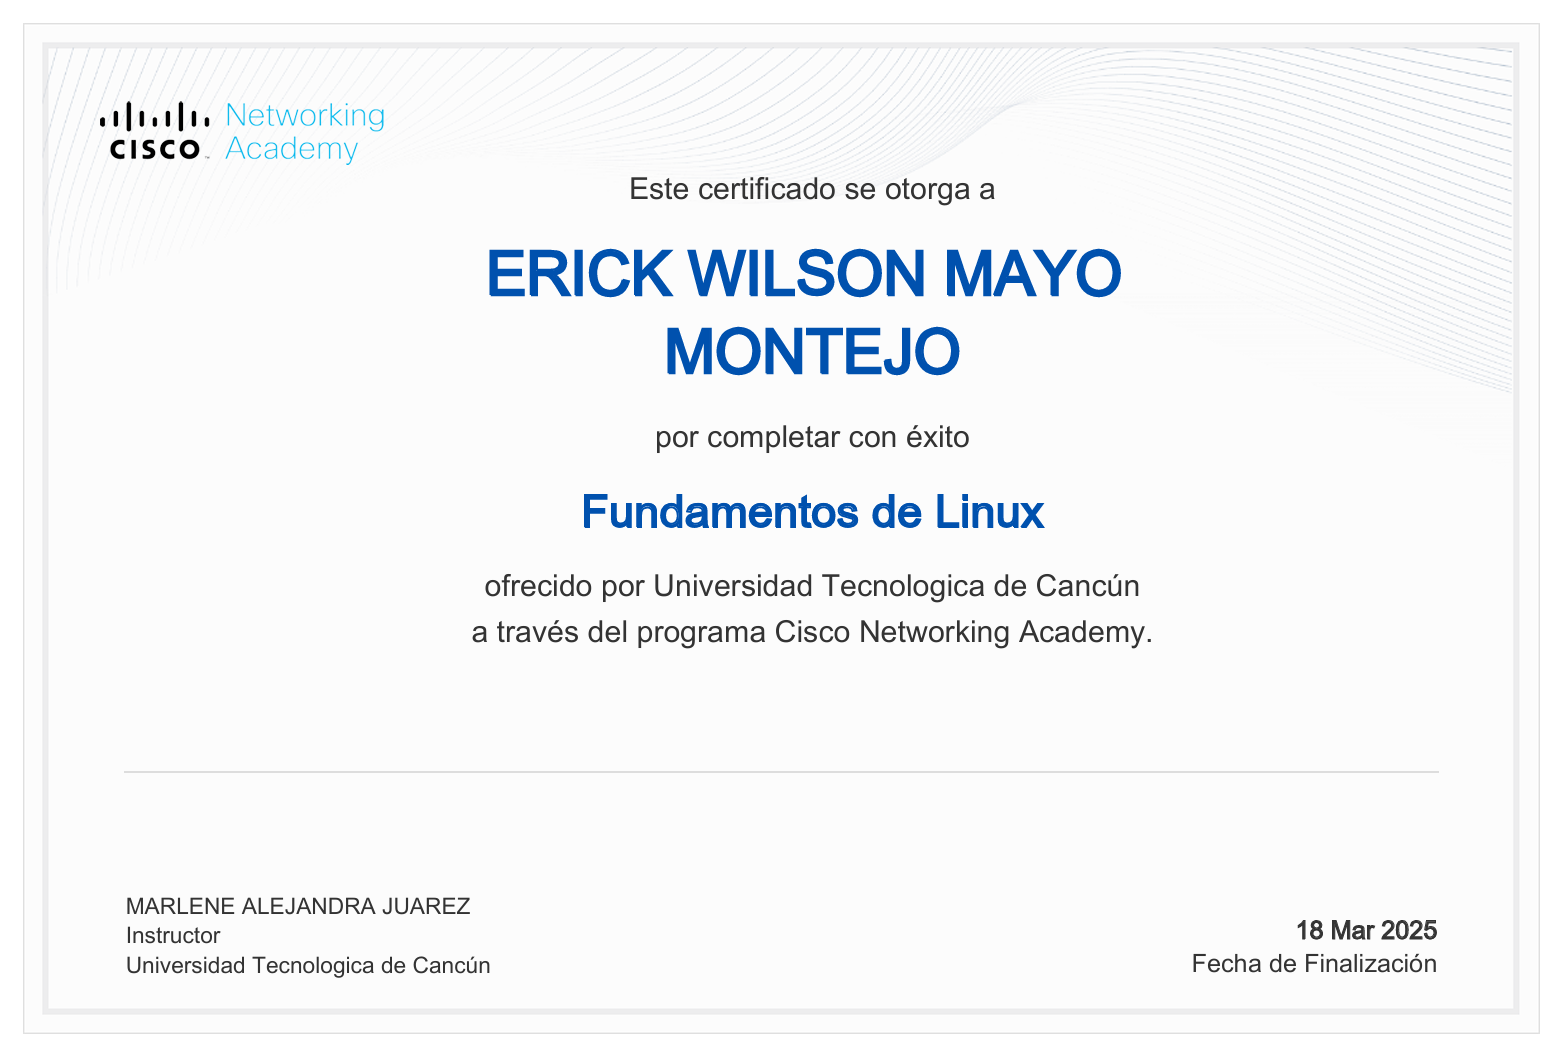 Networking
CISCO Academy
Este certificado se otorga a
ERICK WILSON MAYO
MONTEJO
por completar con éxito
Fundamentos de Linux
ofrecido por Universidad Tecnologica de Cancún
a través del programa Cisco Networking Academy.
MARLENE ALEJANDRA JUAREZ
Instructor
Universidad Tecnologica de Cancún
18 Mar 2025
Fecha de Finalización